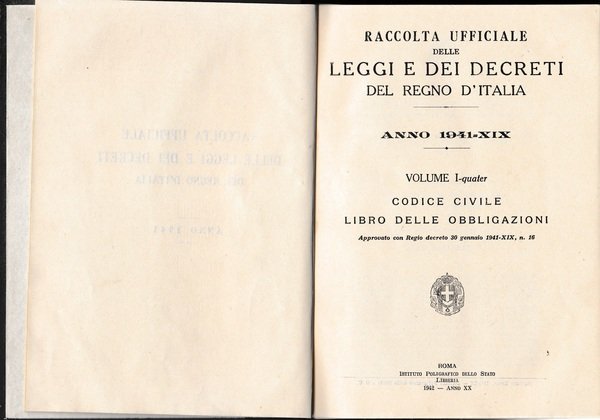 RACCOLTA UFFICIALE
DELLE
LEGGI E DEI DECRETI
DEL REGNO D'ITALIA
ANNO 1941-XIX
VOLUME I-quater
CODICE CIVILE
LIBRO DELLE OBBLIGAZIONI
Approvato con Regio decreto 30 gennaio 1941-XIX, n. 16
ROMA
ISTITUTO POLIGRAFICO DELLO STATO
LIBRERIA
1942 - ANNO XX